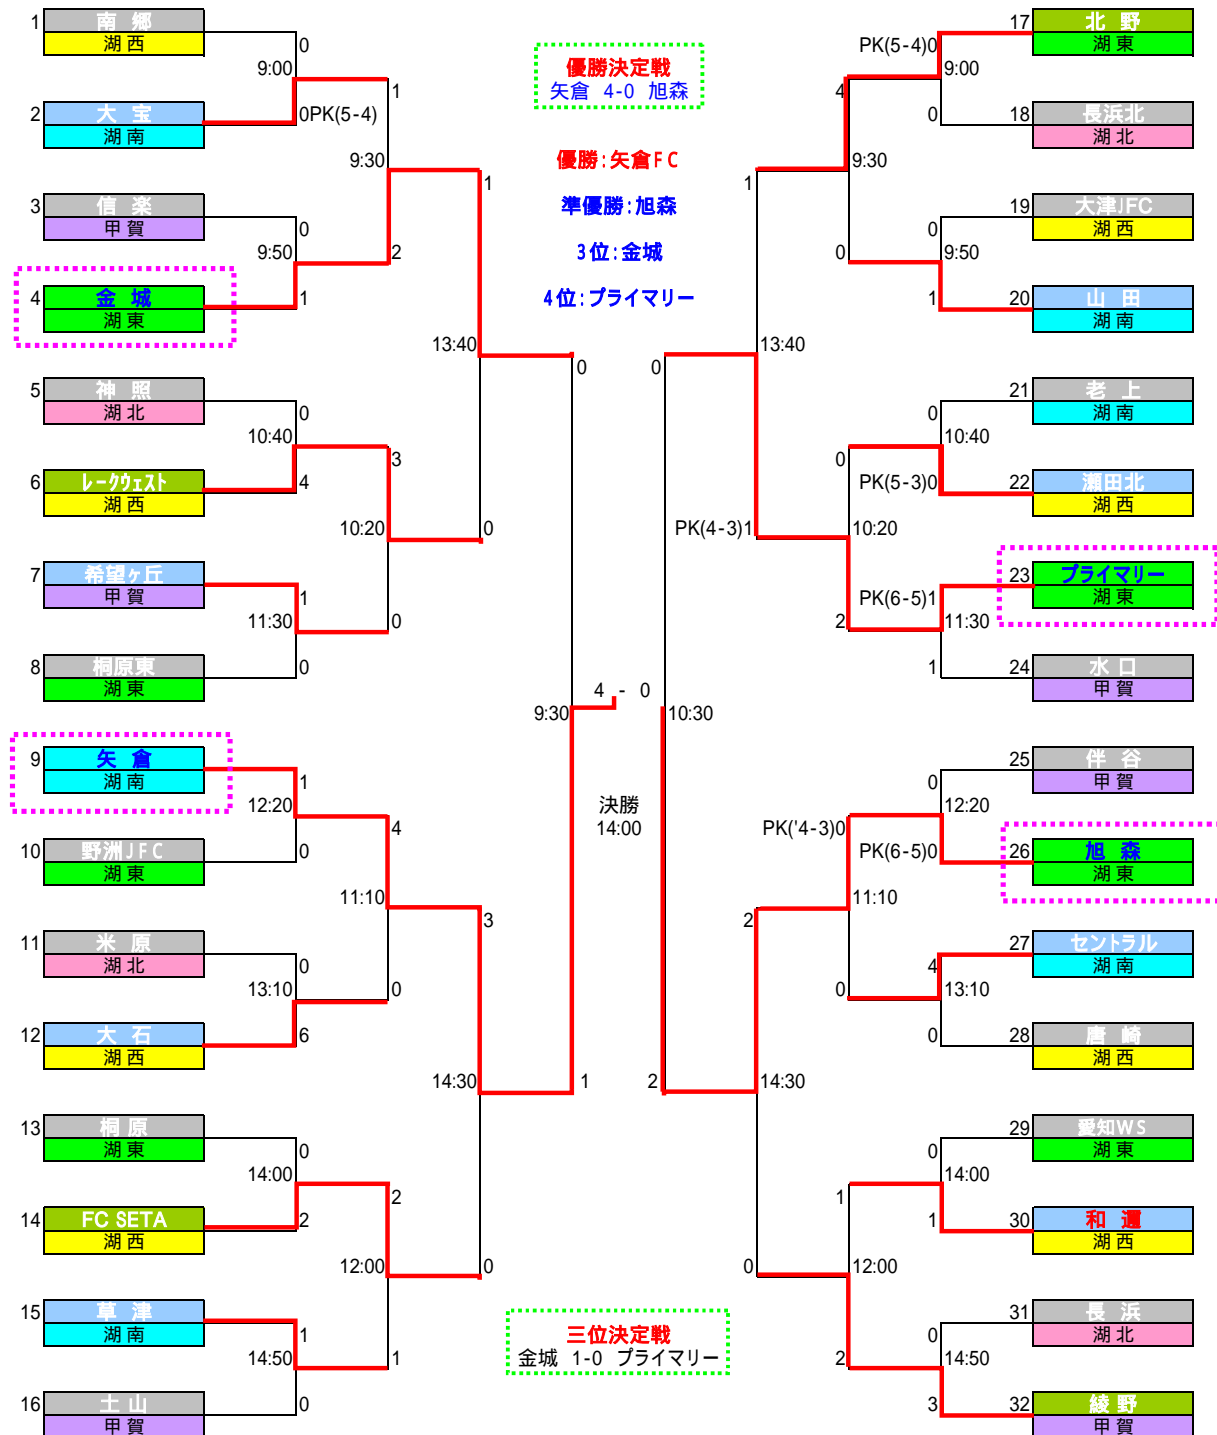 1
南 郷
湖 西
0
9:00
2
大 宝
湖 南
0PK(5-4)
1
9:30
3
信 楽
甲 賀
0
9:50
2
4
金 城
湖 東
1
1
13:40
5
神 照
湖 北
0
10:40
3
6
レークウェスト
湖 西
4
10:20
0
7
希望ヶ丘
甲 賀
1
11:30
0
8
桐原東
湖 東
0
9
矢 倉
湖 南
1
12:20
4
10
野洲JFC
湖 東
0
11:10
3
11
米 原
湖 北
0
13:10
0
12
大 石
湖 西
6
14:30
13
桐 原
湖 東
0
14:00
2
14
FC SETA
湖 西
2
12:00
0
15
草 津
湖 南
1
14:50
1
16
土 山
甲 賀
0
優勝決定戦
矢倉 4-0 旭森
優勝:矢倉FC
準優勝:旭森
3位:金城
4位:プライマリー
0
0
4 - 0
9:30
10:30
決勝
14:00
1
2
三位決定戦
金城 1-0 プライマリー
17
北 野
湖 東
PK(5-4)0
9:00
4
0
18
長浜北
湖 北
9:30
1
19
大津JFC
湖 西
0
9:50
0
1
20
山 田
湖 南
13:40
21
老 上
湖 南
0
10:40
0
PK(5-3)0
22
瀬田北
湖 西
10:20
PK(4-3)1
23
プライマリー
湖 東
PK(6-5)1
11:30
2
1
24
水 口
甲 賀
25
伴 谷
甲 賀
0
12:20
PK('4-3)0
PK(6-5)0
26
旭 森
湖 東
11:10
2
27
セントラル
湖 南
4
13:10
0
0
28
唐 崎
湖 西
14:30
29
愛知WS
湖 東
0
14:00
1
1
30
和 邇
湖 西
12:00
0
31
長 浜
湖 北
0
14:50
2
3
32
綾 野
甲 賀